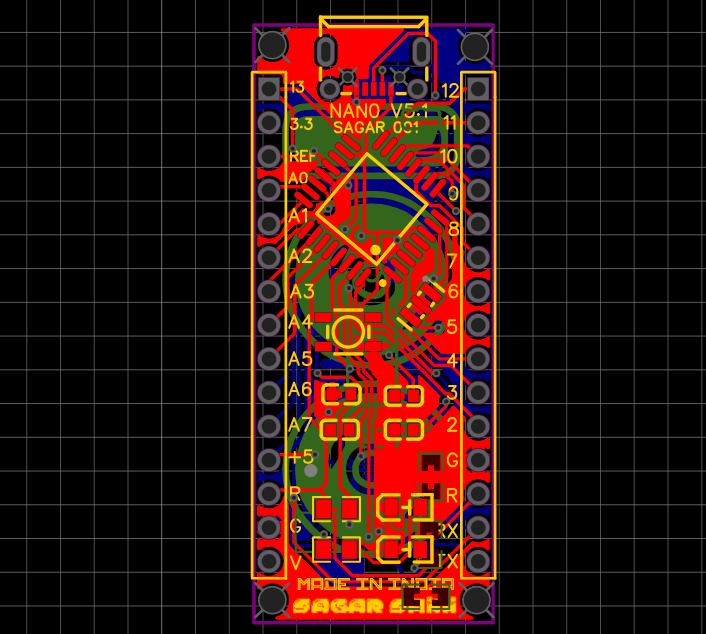 NANO V5.1
SAGAR 001
13
3.3
REF
A0
A1
A2
A3
A4
A5
A6
A7
+5
R
G
V
12
11
10
9
8
7
6
5
4
3
2
G
R
RX
TX
MADE IN INDIA
SAGAR